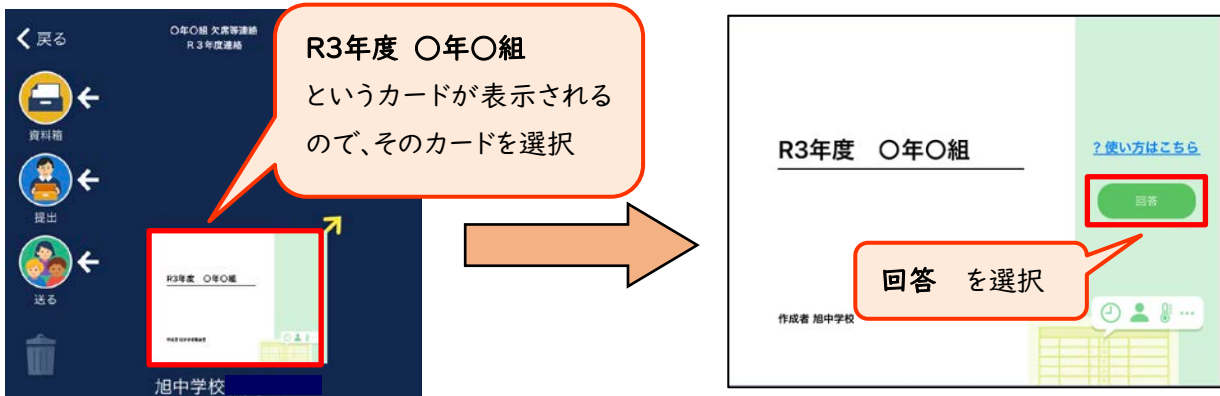 戻る
〇年〇組 欠席等連絡
R3年度連絡
資料箱
提出
送る
R3年度 〇年〇組
というカードが表示される
ので、そのカードを選択
R3年度 〇年〇組
旭中学校
R3年度 〇年〇組
作成者 旭中学校
?使い方はこちら
回答
回答 を選択